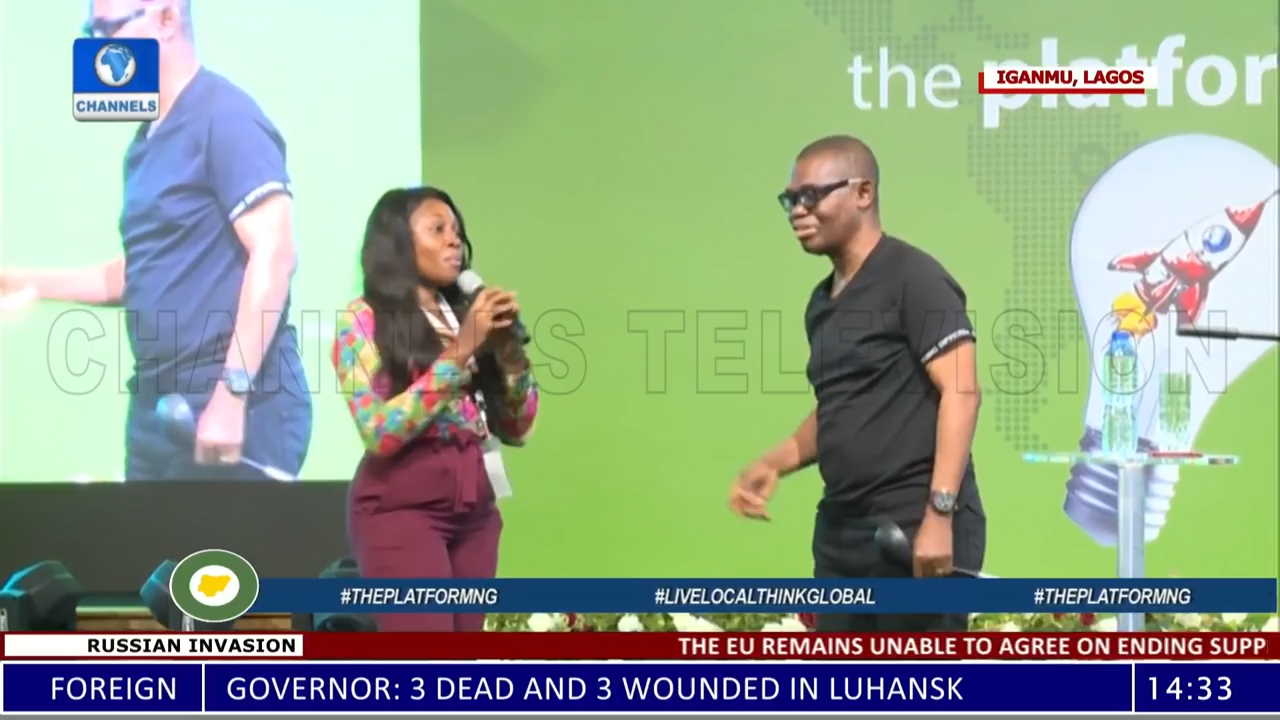 CHANNELS
IGANMU, LAGOS
the platfor
CHANNELS TELEVISION
#THEPLATFORMNG
#LIVELOCALTHINKGLOBAL
#THEPLATFORMNG
RUSSIAN INVASION
THE EU REMAINS UNABLE TO AGREE ON ENDING SUPP
FOREIGN
GOVERNOR: 3 DEAD AND 3 WOUNDED IN LUHANSK
14:33